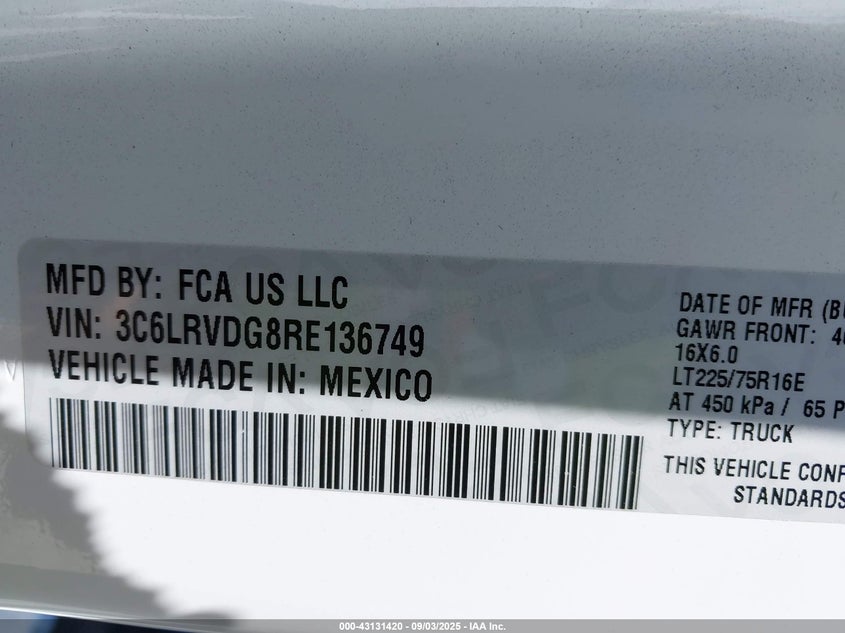 MFD BY: FCA US LLC
VIN: 3C6LRVDG8RE136749
VEHICLE MADE IN: MEXICO
DATE OF MFR
GAWR FRONT:
16X6.0
LT225/75R16E
AT 450 kPa / 65
TYPE: TRUCK
THIS VEHICLE
STANDARDS
000-43131420 - 09/03/2025 - IAA Inc.